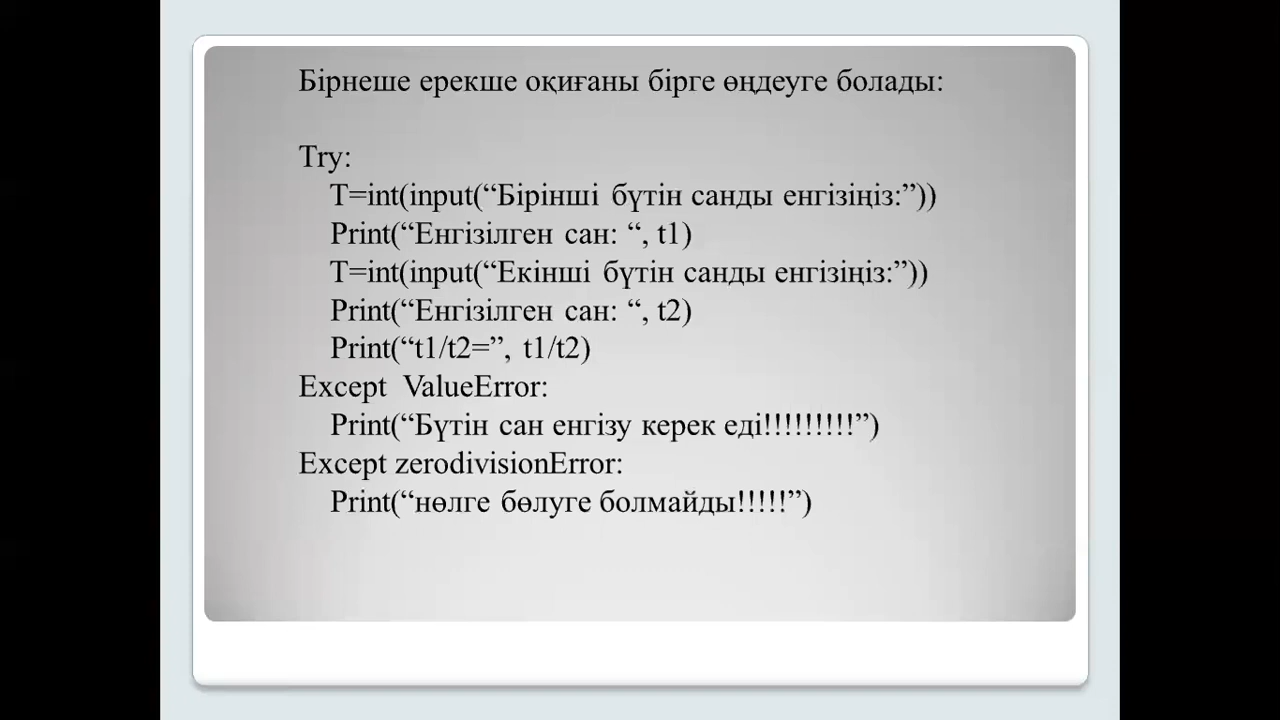 Бірнеше ерекше оқиғаны бірге өңдеуге болады:
Try:
T=int(input(“Бірінші бүтін санды енгізіңіз:”))
Print(“Енгізілген сан: “, t1)
T=int(input(“Екінші бүтін санды енгізіңіз:”))
Print(“Енгізілген сан: “, t2)
Print(“t1/t2=”, t1/t2)
Except ValueError:
Print(“Бүтін сан енгізу керек еді!!!!!!!!!”)
Except zerodivisionError:
Print(“нөлге бөлуге болмайды!!!!!”)